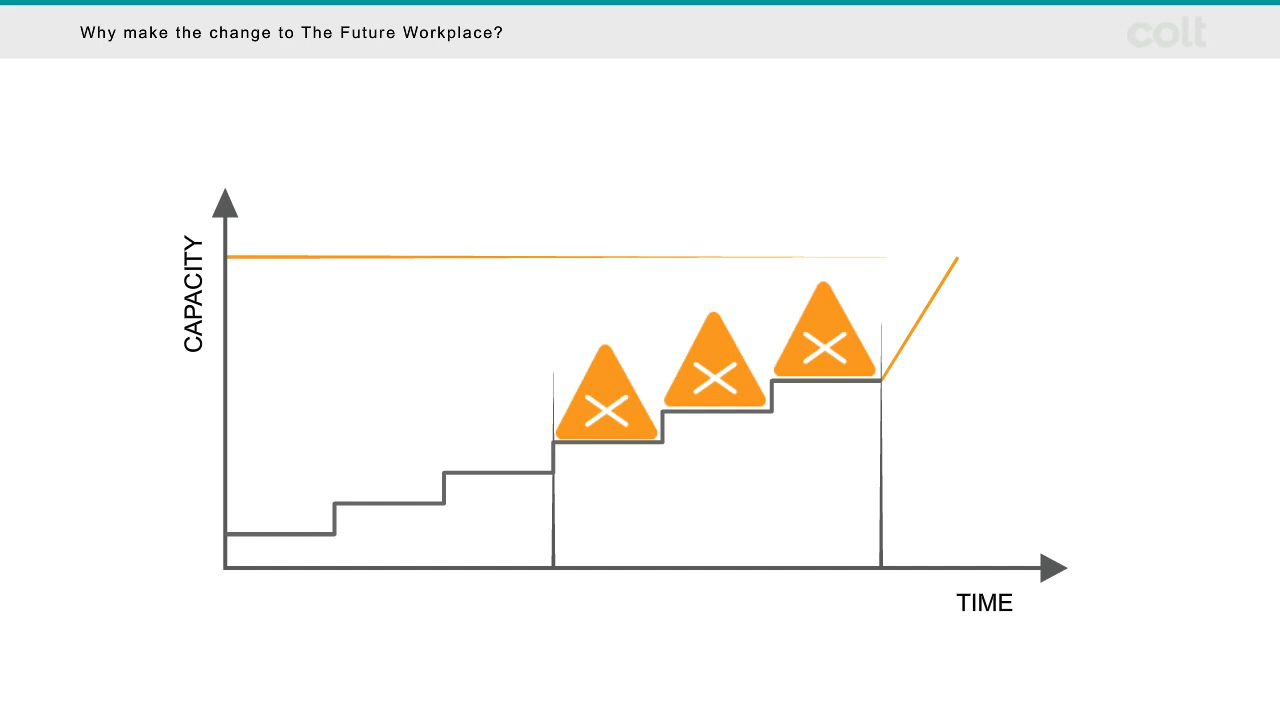 Why make the change to The Future Workplace?
colt
CAPACITY
TIME